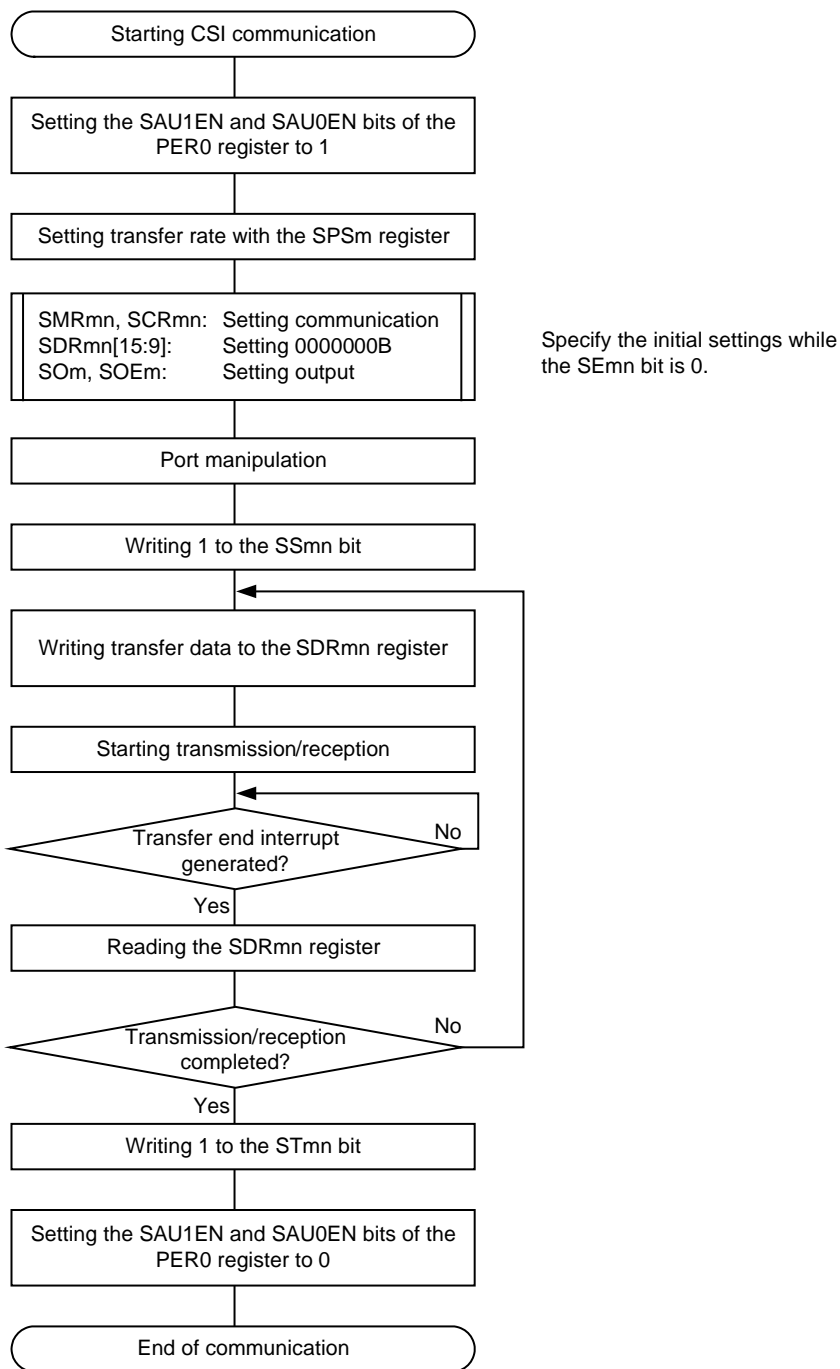 Starting CSI communication
Setting the SAU1EN and SAU0EN bits of the
PER0 register to 1
Setting transfer rate with the SPSm register
SMRmn, SCRmn: Setting communication
SDRmn[15:9]: Setting 0000000B
SOm, SOEm: Setting output
Specify the initial settings while
the SEmn bit is 0.
Port manipulation
Writing 1 to the SSmn bit
Writing transfer data to the SDRmn register
Starting transmission/reception
Transfer end interrupt
generated?
No
Yes
Reading the SDRmn register
Transmission/reception
completed?
No
Yes
Writing 1 to the STmn bit
Setting the SAU1EN and SAU0EN bits of the
PER0 register to 0
End of communication